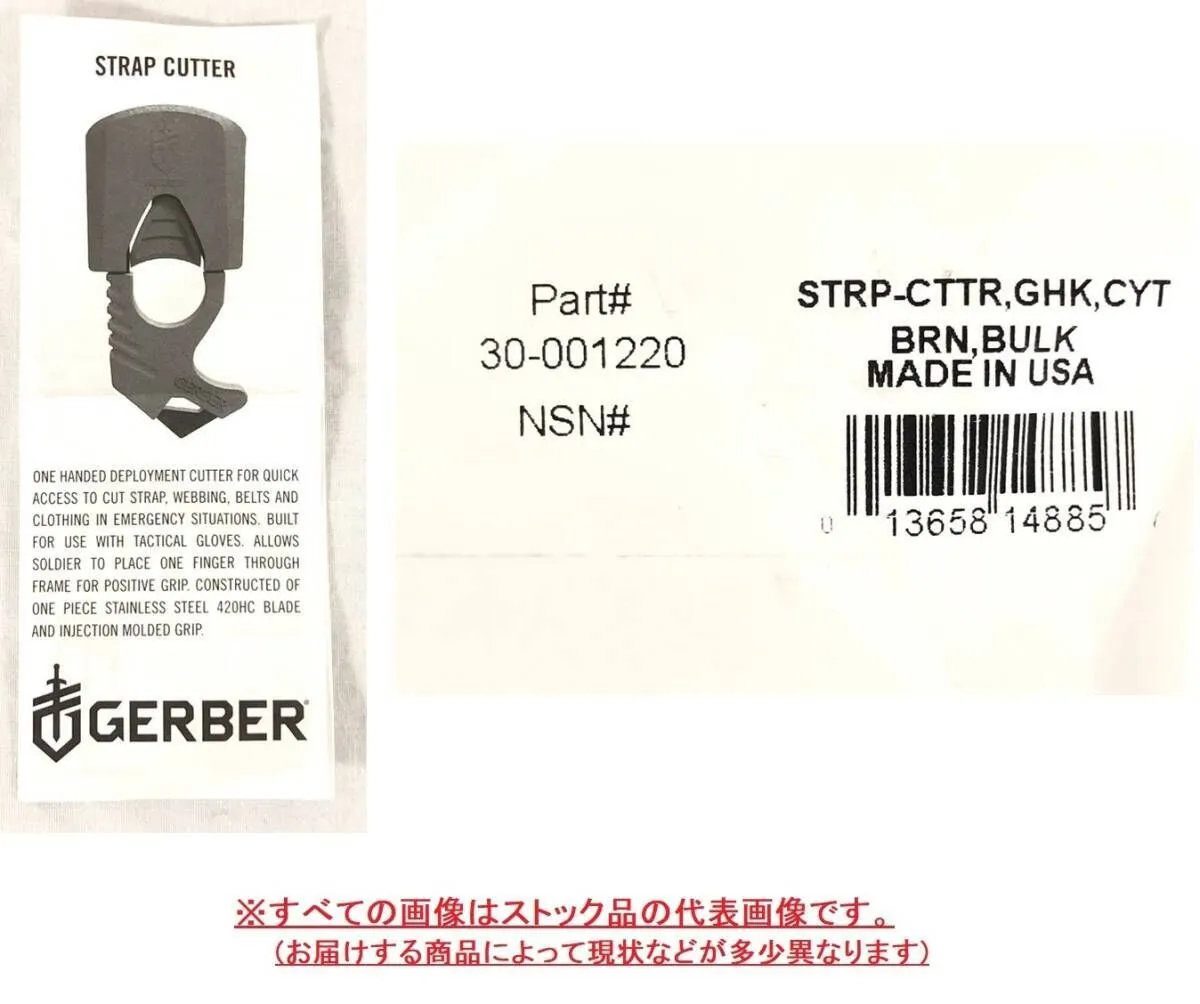 STRAP CUTTER
GERBER
ONE HANDED DEPLOYMENT CUTTER FOR QUICK
ACCESS TO CUT STRAP, WEBBING, BELTS AND
CLOTHING IN EMERGENCY SITUATIONS. BUILT
FOR USE WITH TACTICAL GLOVES. ALLOWS
SOLDIER TO PLACE ONE FINGER THROUGH
FRAME FOR POSITIVE GRIP. CONSTRUCTED OF
ONE PIECE STAINLESS STEEL 420HC BLADE
AND INJECTION MOLDED GRIP.
GERBER®
Part#
30-001220
NSN#
STRP-CTTR,GHK,CYT
BRN,BULK
MADE IN USA
0 13658 14885
※すべての画像はストック品の代表画像です。
(お届けする商品によって現状などが多少異なります)